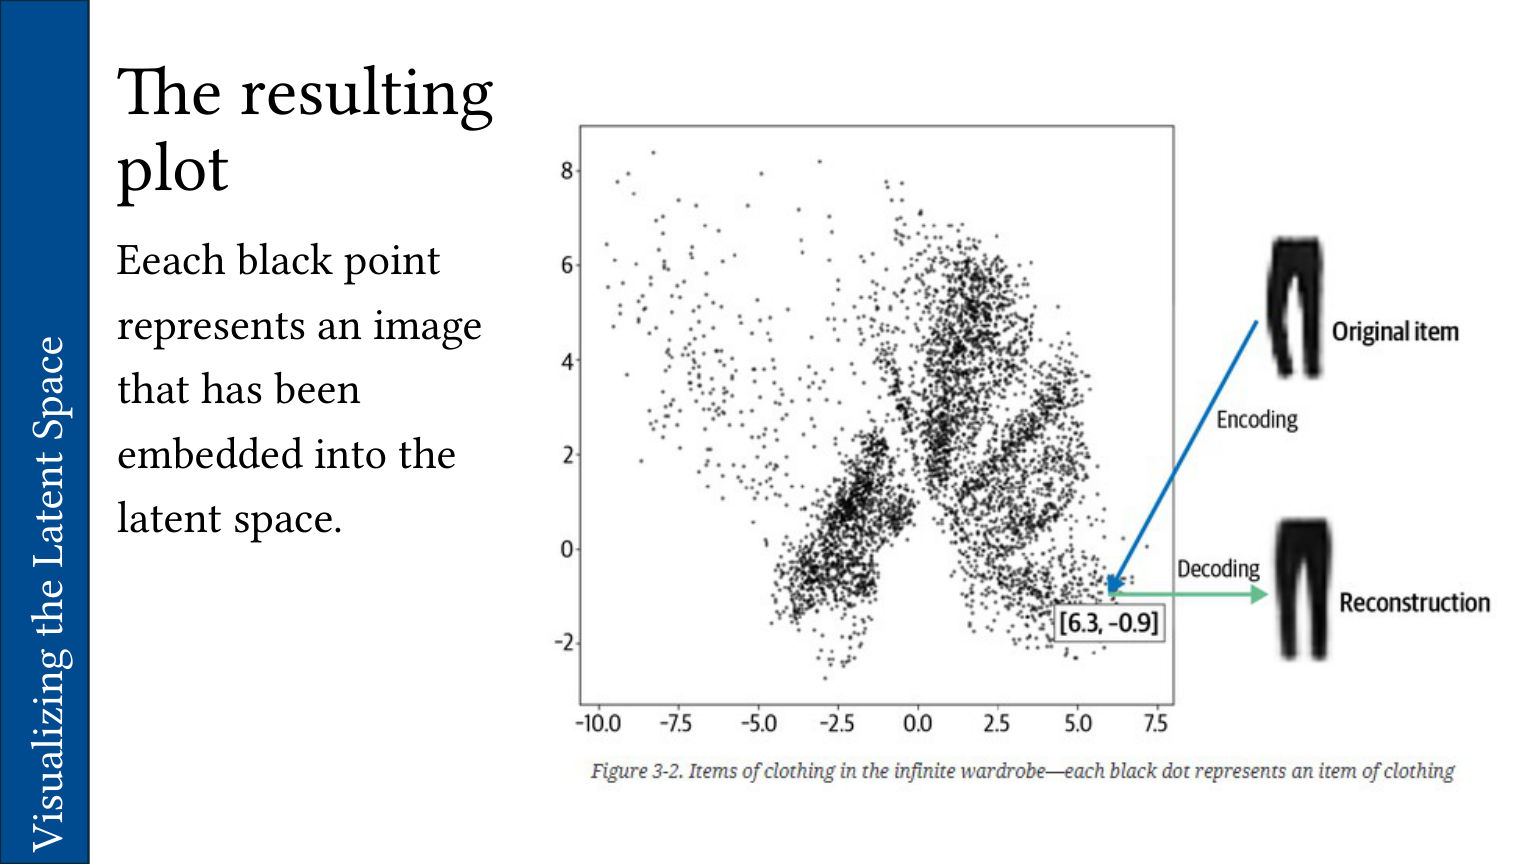 Visualizing the Latent Space
The resulting
plot
Eeach black point
represents an image
that has been
embedded into the
latent space.
8
6
4
2
0
-2
-10.0 -7.5 -5.0 -2.5 0.0 2.5 5.0 7.5
Original item
Encoding
Decoding
Reconstruction
[6.3, -0.9]
Figure 3-2. Items of clothing in the infinite wardrobe—each black dot represents an item of clothing